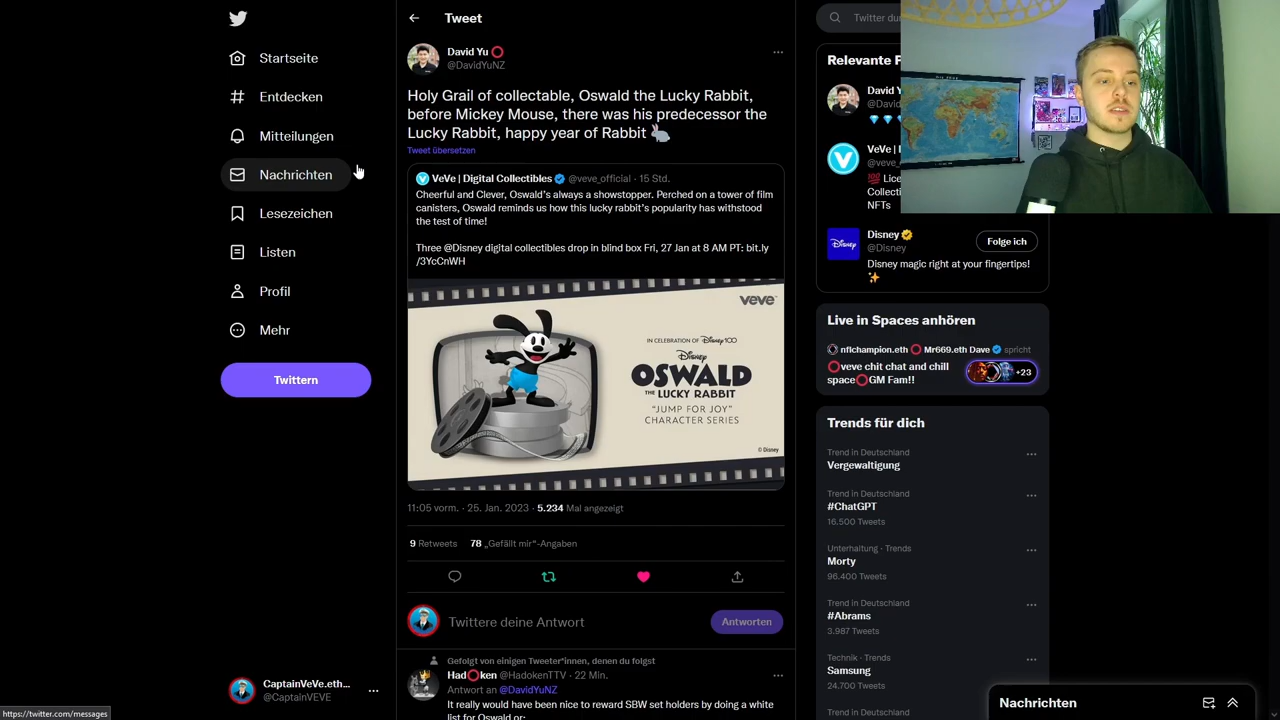 Startseite
Entdecken
Mitteilungen
Nachrichten
Lesezeichen
Listen
Profil
Mehr
Twittern
CaptainVeVe.eth...
@CaptainVEVE
https://twitter.com/messages
Tweet
David Yu
@DavidYuNZ
Holy Grail of collectable, Oswald the Lucky Rabbit,
before Mickey Mouse, there was his predecessor the
Lucky Rabbit, happy year of Rabbit
Tweet übersetzen
VeVe | Digital Collectibles @veve_official · 15 Std.
Cheerful and Clever, Oswald's always a showstopper. Perched on a tower of film
canisters, Oswald reminds us how this lucky rabbit's popularity has withstood
the test of time!
Three @Disney digital collectibles drop in blind box Fri, 27 Jan at 8 AM PT: bit.ly
/3YcCnWH
veve
IN CELEBRATION OF Disney100
Disney
OSWALD
THE LUCKY RABBIT
"JUMP FOR JOY"
CHARACTER SERIES
© Disney
11:05 vorm. · 25. Jan. 2023 · 5.234 Mal angezeigt
9 Retweets 78 „Gefällt mir"-Angaben
Twittere deine Antwort
Antworten
Gefolgt von einigen Tweeter*innen, denen du folgst
Had⭕ken @HadokenTTV · 22 Min.
Antwort an @DavidYuNZ
It really would have been nice to reward SBW set holders by doing a white
list for Oswald or:
Twitter du
Relevante
David Y
@David
VeVe |
@veve_
💯 Lice
Collecti
NFTs
Disney
@Disney
Folge ich
Disney magic right at your fingertips!
Live in Spaces anhören
nflchampion.eth ⭕ Mr669.eth Dave spricht
⭕veve chit chat and chill
space⭕GM Fam!!
+23
Trends für dich
Trend in Deutschland
Vergewaltigung
Trend in Deutschland
#ChatGPT
16.500 Tweets
Unterhaltung · Trends
Morty
96.400 Tweets
Trend in Deutschland
#Abrams
3.987 Tweets
Technik · Trends
Samsung
24.700 Tweets
Trend in Deutschland
Nachrichten